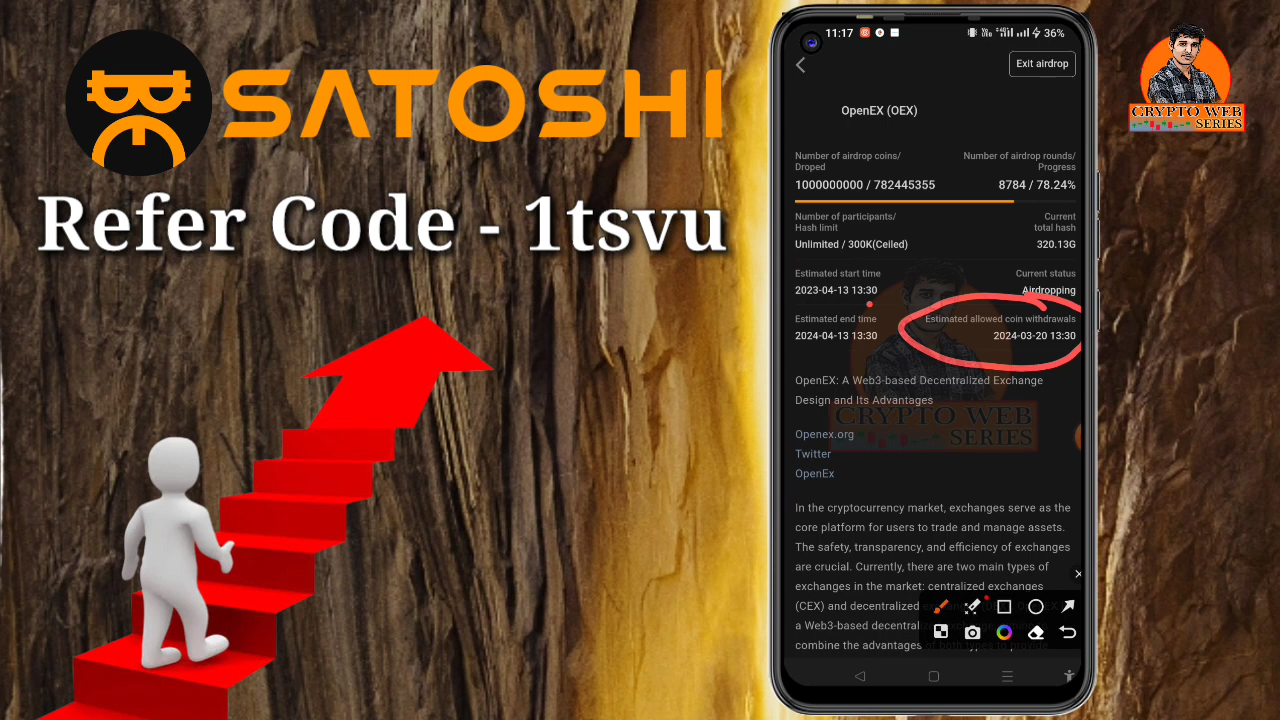 SATOSHI
Refer Code - 1tsvu
11:17
36%
Exit airdrop
OpenEX (OEX)
Number of airdrop coins/
Droped
Number of airdrop rounds/
Progress
1000000000 / 782445355
8784 / 78.24%
Number of participants/
Hash limit
Current
total hash
Unlimited / 300K(Ceiled)
320.13G
Estimated start time
Current status
2023-04-13 13:30
Airdropping
Estimated end time
Estimated allowed coin withdrawals
2024-04-13 13:30
2024-03-20 13:30
OpenEX: A Web3-based Decentralized Exchange
Design and Its Advantages
CRYPTO WEB
SERIES
Openex.org
Twitter
OpenEx
In the cryptocurrency market, exchanges serve as the
core platform for users to trade and manage assets.
The safety, transparency, and efficiency of exchanges
are crucial. Currently, there are two main types of
exchanges in the market: centralized exchanges
(CEX) and decentralized
a Web3-based decentral
combine the advantages of both types to provide
CRYPTO WEB
SERIES